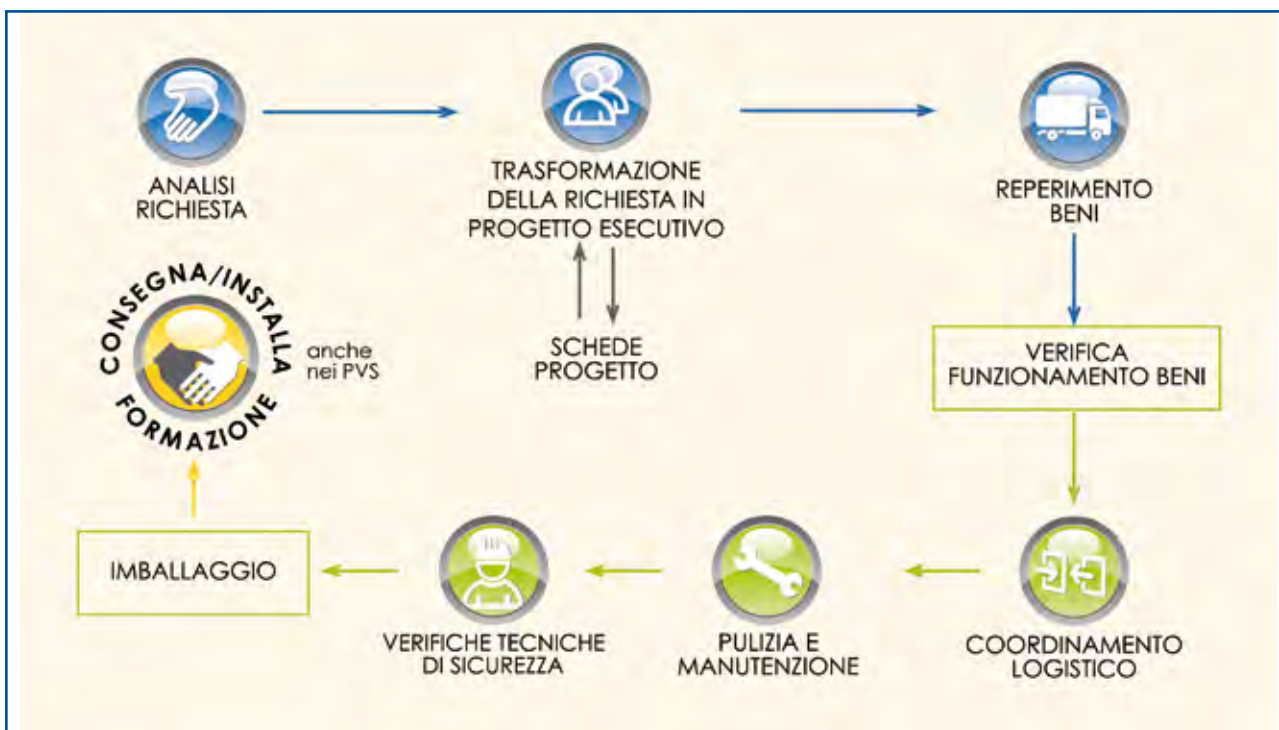 ANALISI
RICHIESTA
TRASFORMAZIONE
DELLA RICHIESTA IN
PROGETTO ESECUTIVO
REPERIMENTO
BENI
SCHEDE
PROGETTO
VERIFICA
FUNZIONAMENTO BENI
COORDINAMENTO
LOGISTICO
PULIZIA E
MANUTENZIONE
VERIFICHE TECNICHE
DI SICUREZZA
IMBALLAGGIO
CONSEGNA/INSTALLA
FORMAZIONE
anche
nei PVS